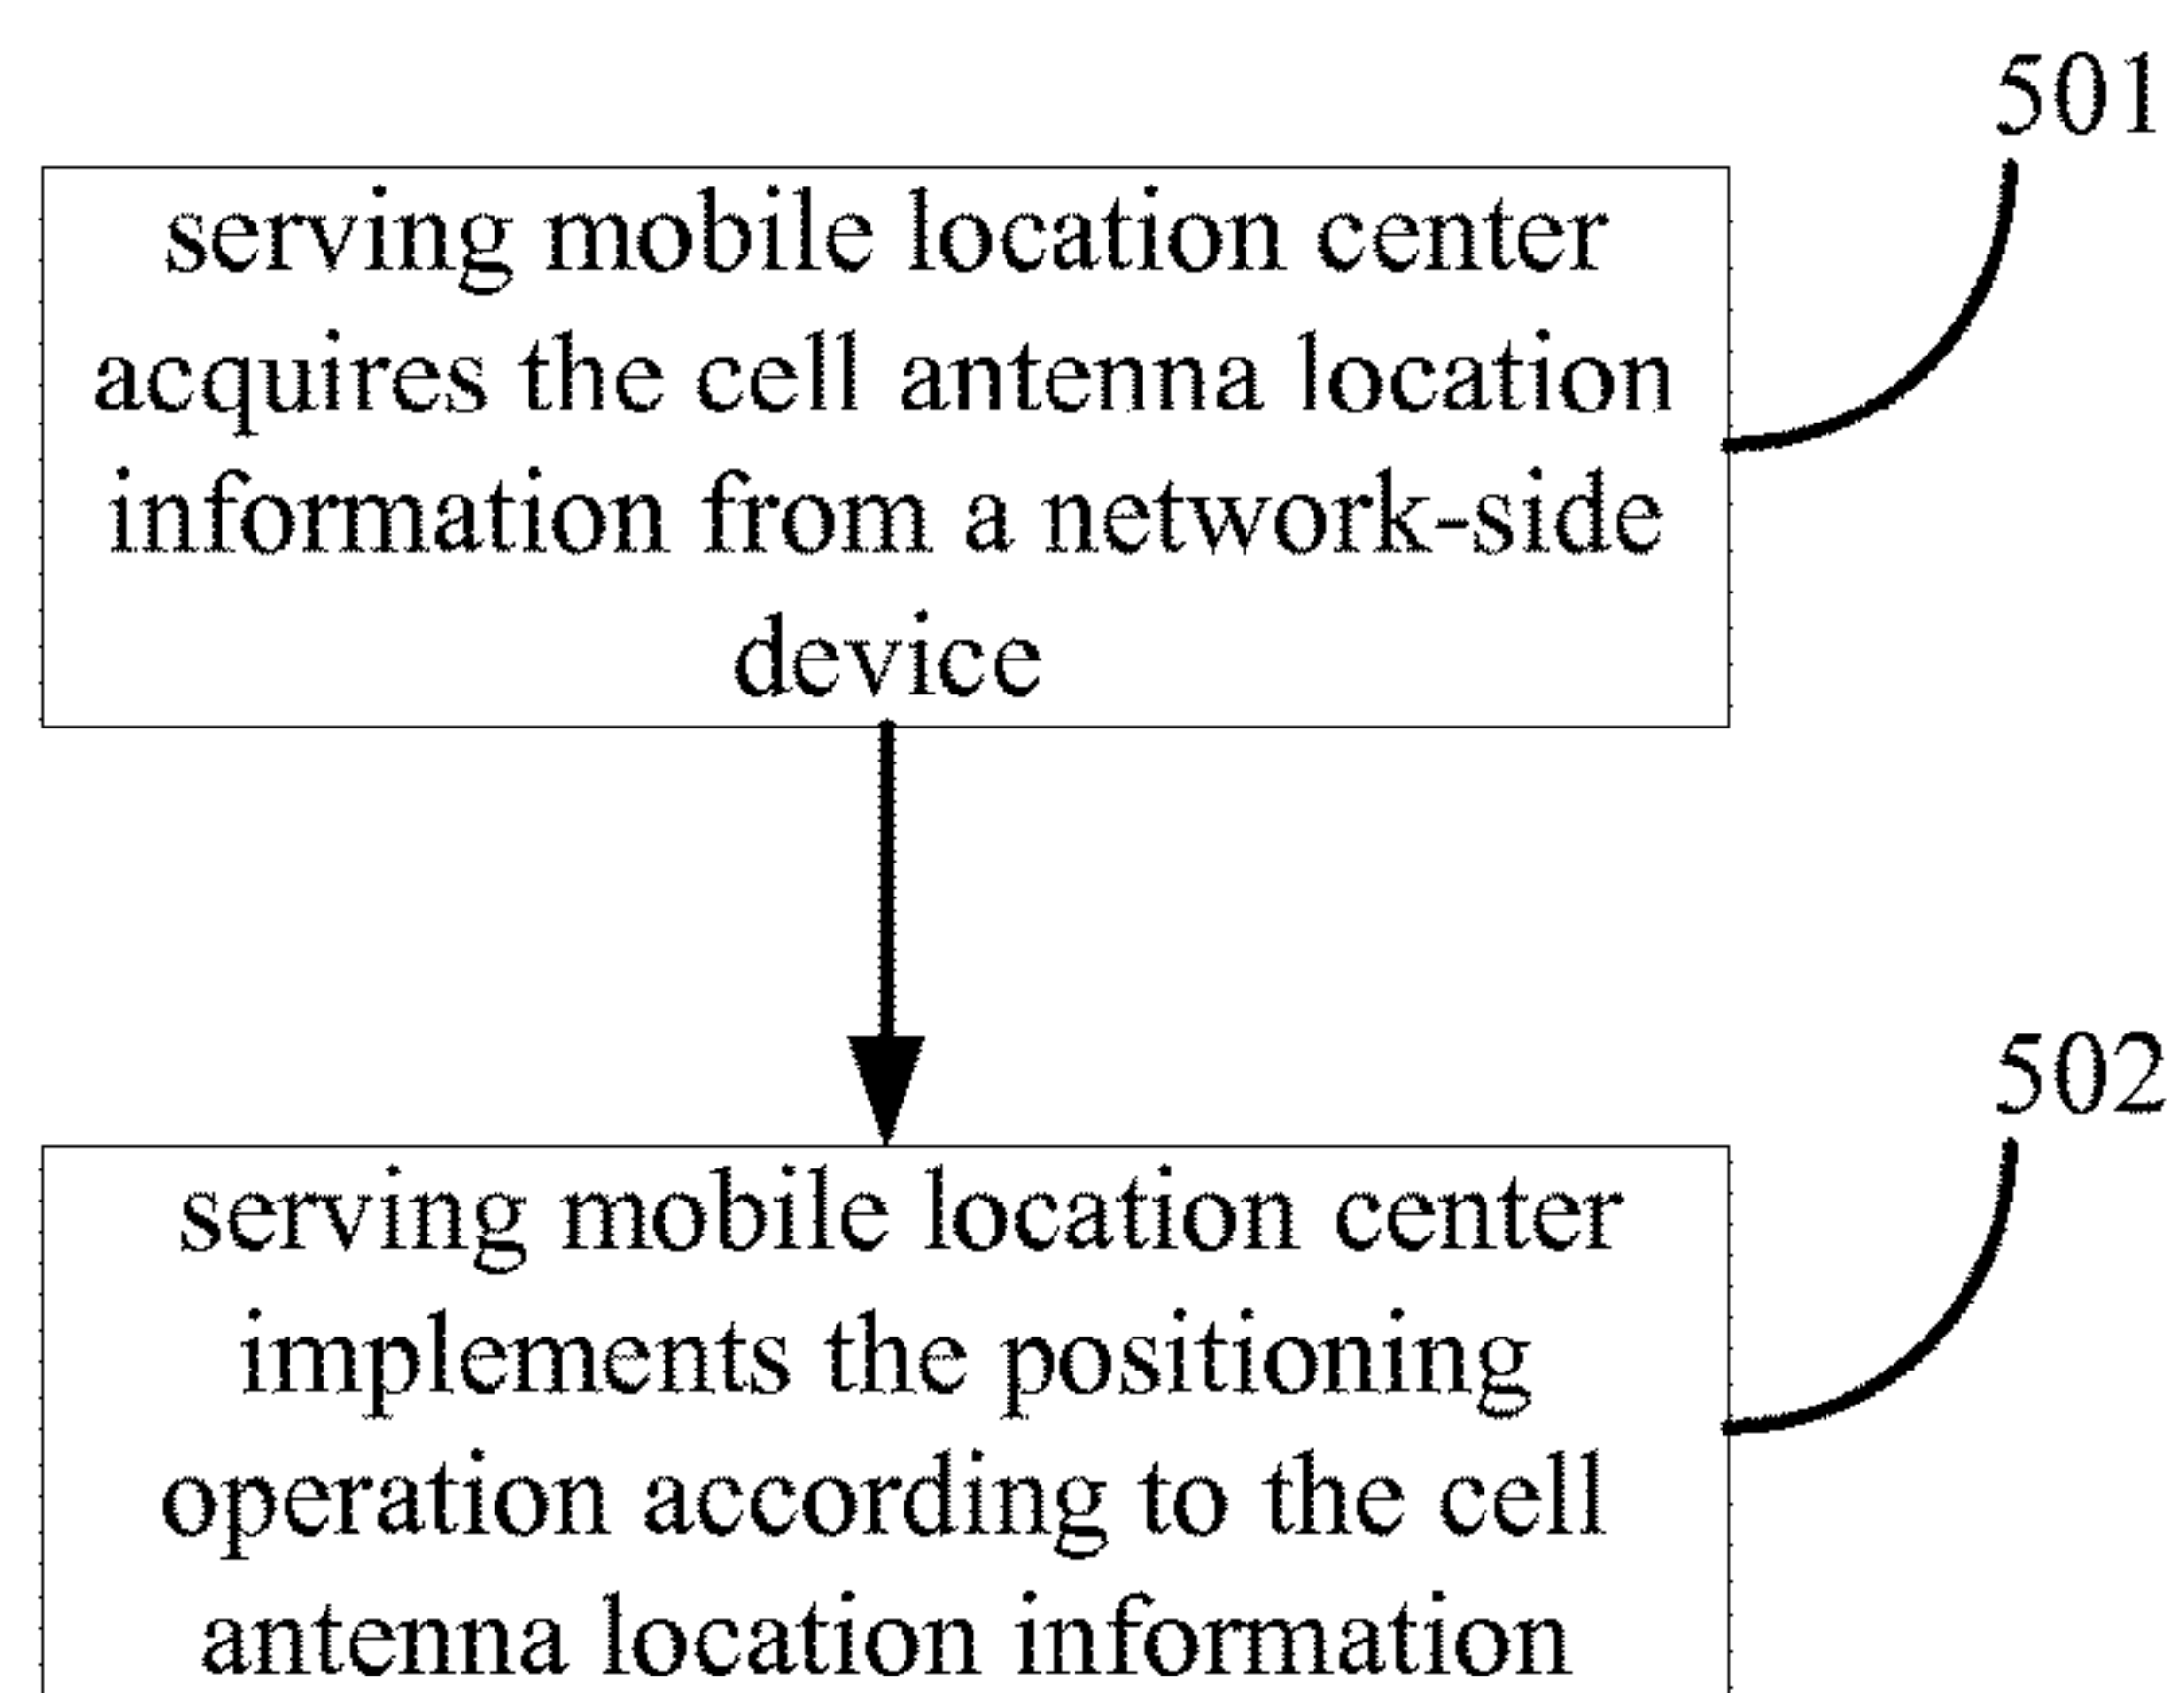 501
serving mobile location center
acquires the cell antenna location
information from a network-side
device
502
serving mobile location center
implements the positioning
operation according to the cell
antenna location information